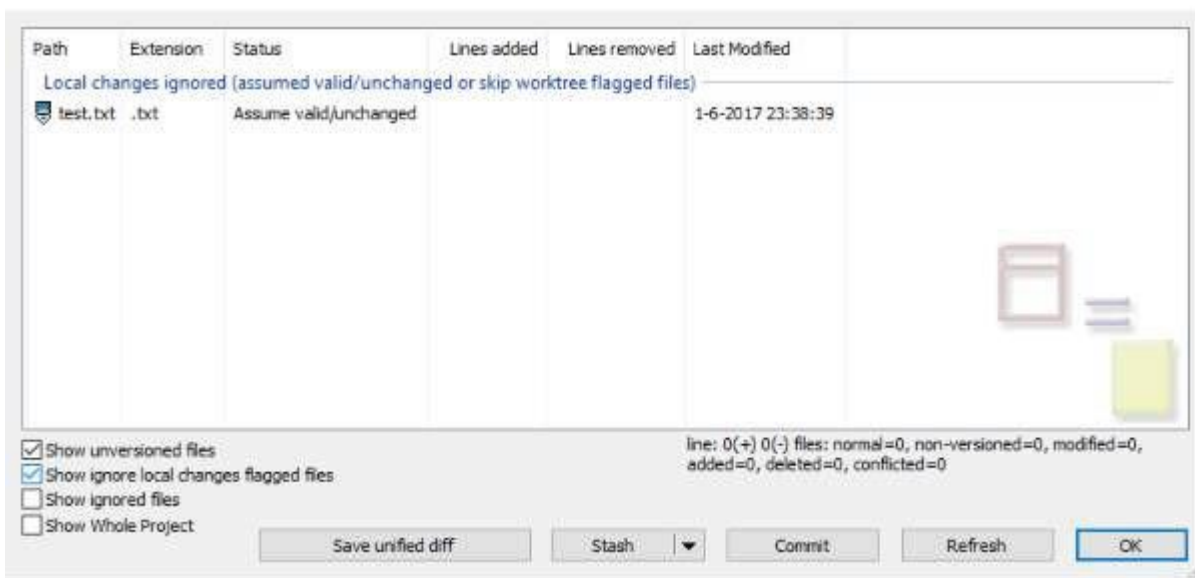 Path Extension Status Lines added Lines removed Last Modified
Local changes ignored (assumed valid/unchanged or skip worktree flagged files)
test.txt .txt Assume valid/unchanged 1-6-2017 23:38:39
Show unversioned files
line: 0(+) 0(-) files: normal=0, non-versioned=0, modified=0,
added=0, deleted=0, conflicted=0
Show ignore local changes flagged files
Show ignored files
Show Whole Project
Save unified diff Stash Commit Refresh OK